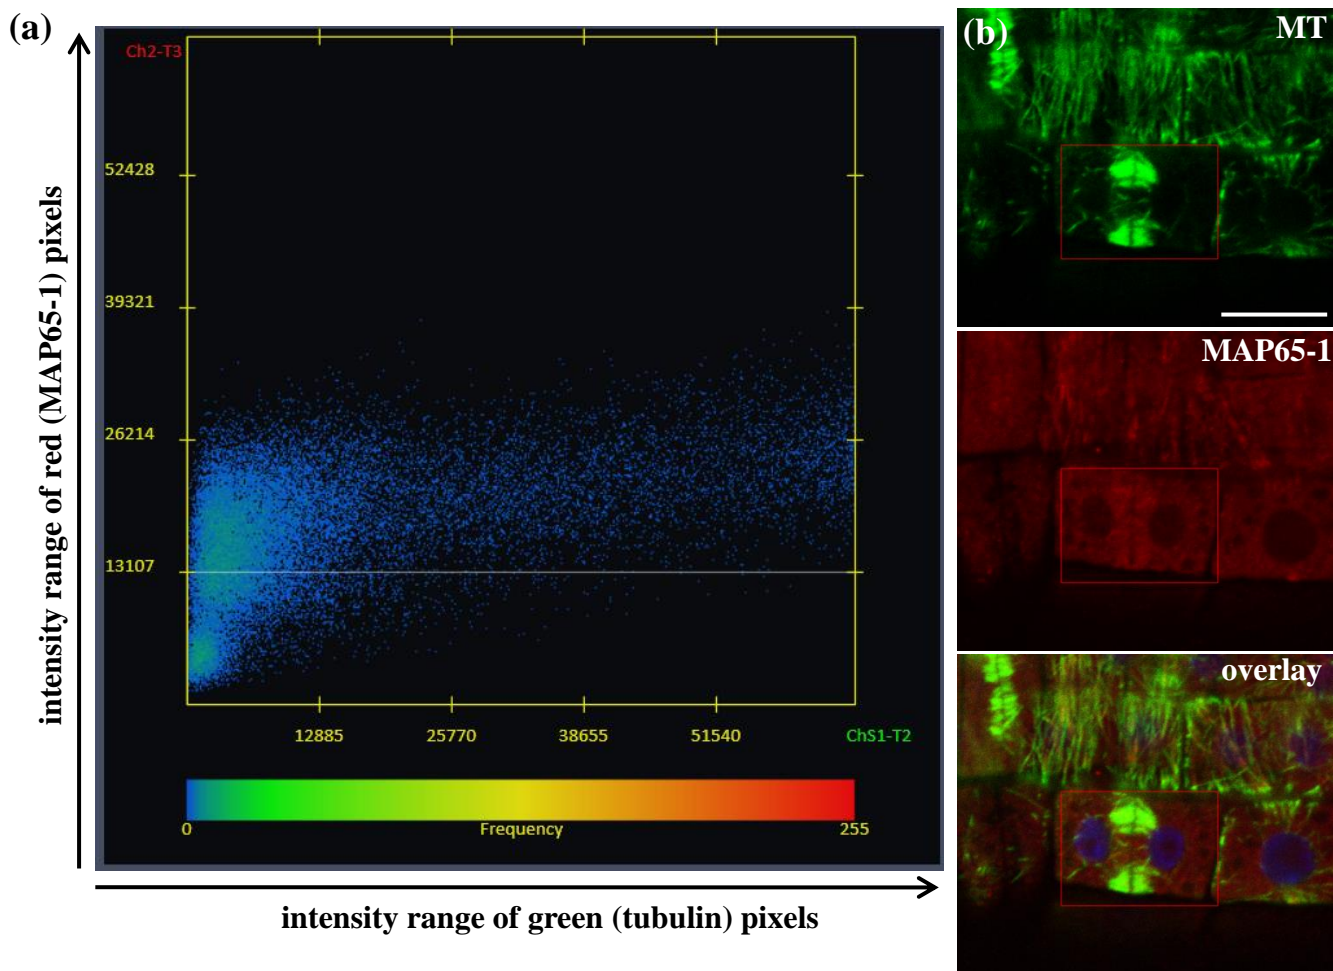 (a)
intensity range of red (MAP65-1) pixels
Ch2-T3
52428
39321
26214
13107
12885 25770 38655 51540 ChS1-T2
0 Frequency 255
intensity range of green (tubulin) pixels
(b) MT
MAP65-1
overlay